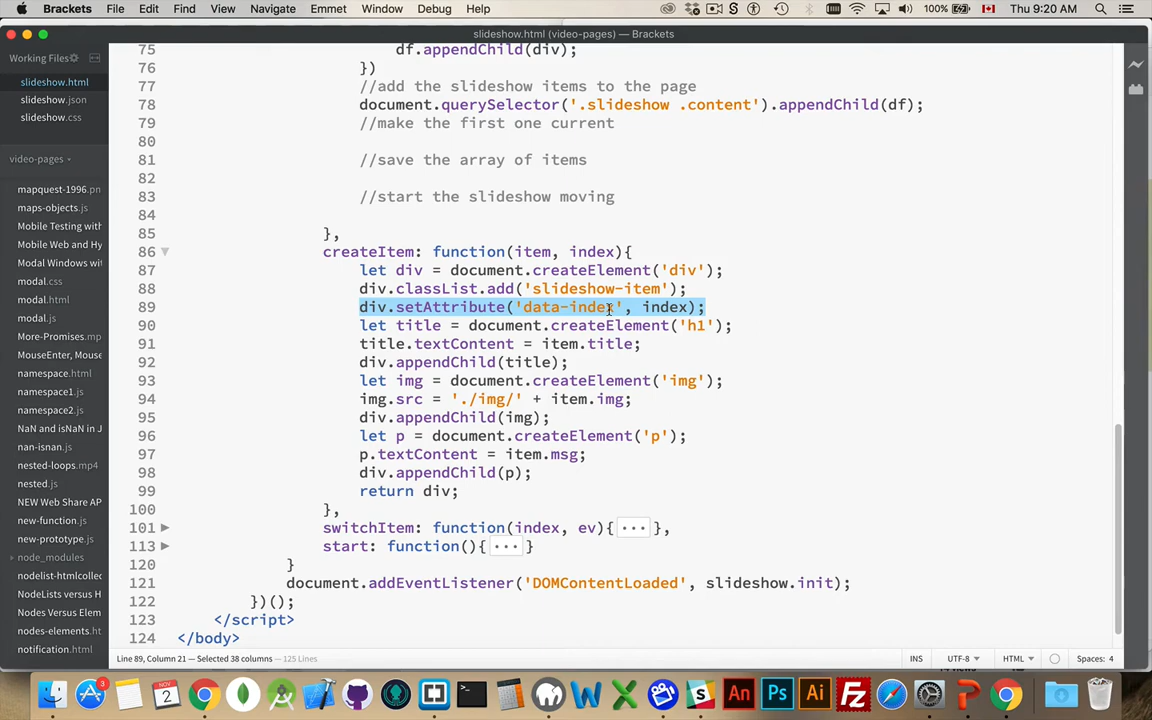 Brackets File Edit Find View Navigate Emmet Window Debug Help 100% Thu 9:20 AM
slideshow.html (video-pages) — Brackets
Working Files
slideshow.html
slideshow.json
slideshow.css
video-pages
mapquest-1996.pn
maps-objects.js
Mobile Testing with
Mobile Web and Hy
Modal Windows wit
modal.css
modal.html
modal.js
More-Promises.mp
MouseEnter, Mouse
namespace.html
namespace1.js
namespace2.js
NaN and isNaN in J
nan-isnan.js
nested-loops.mp4
nested.js
NEW Web Share AP
new-function.js
new-prototype.js
node_modules
nodelist-htmlcollec
NodeLists versus H
Nodes Versus Elem
nodes-elements.ht
notification.html
75 df.appendChild(div);
76 })
77 //add the slideshow items to the page
78 document.querySelector('.slideshow .content').appendChild(df);
79 //make the first one current
80
81 //save the array of items
82
83 //start the slideshow moving
84
85 },
86 createItem: function(item, index){
87 let div = document.createElement('div');
88 div.classList.add('slideshow-item');
89 div.setAttribute('data-index', index);
90 let title = document.createElement('h1');
91 title.textContent = item.title;
92 div.appendChild(title);
93 let img = document.createElement('img');
94 img.src = './img/' + item.img;
95 div.appendChild(img);
96 let p = document.createElement('p');
97 p.textContent = item.msg;
98 div.appendChild(p);
99 return div;
100 },
101 switchItem: function(index, ev){ ... },
113 start: function(){ ... }
120 }
121 document.addEventListener('DOMContentLoaded', slideshow.init);
122 })();
123 </script>
124 </body>
Line 89, Column 21 — Selected 38 columns — 125 Lines INS UTF-8 HTML Spaces: 4
3 NOV 2 An Ps Ai Fz